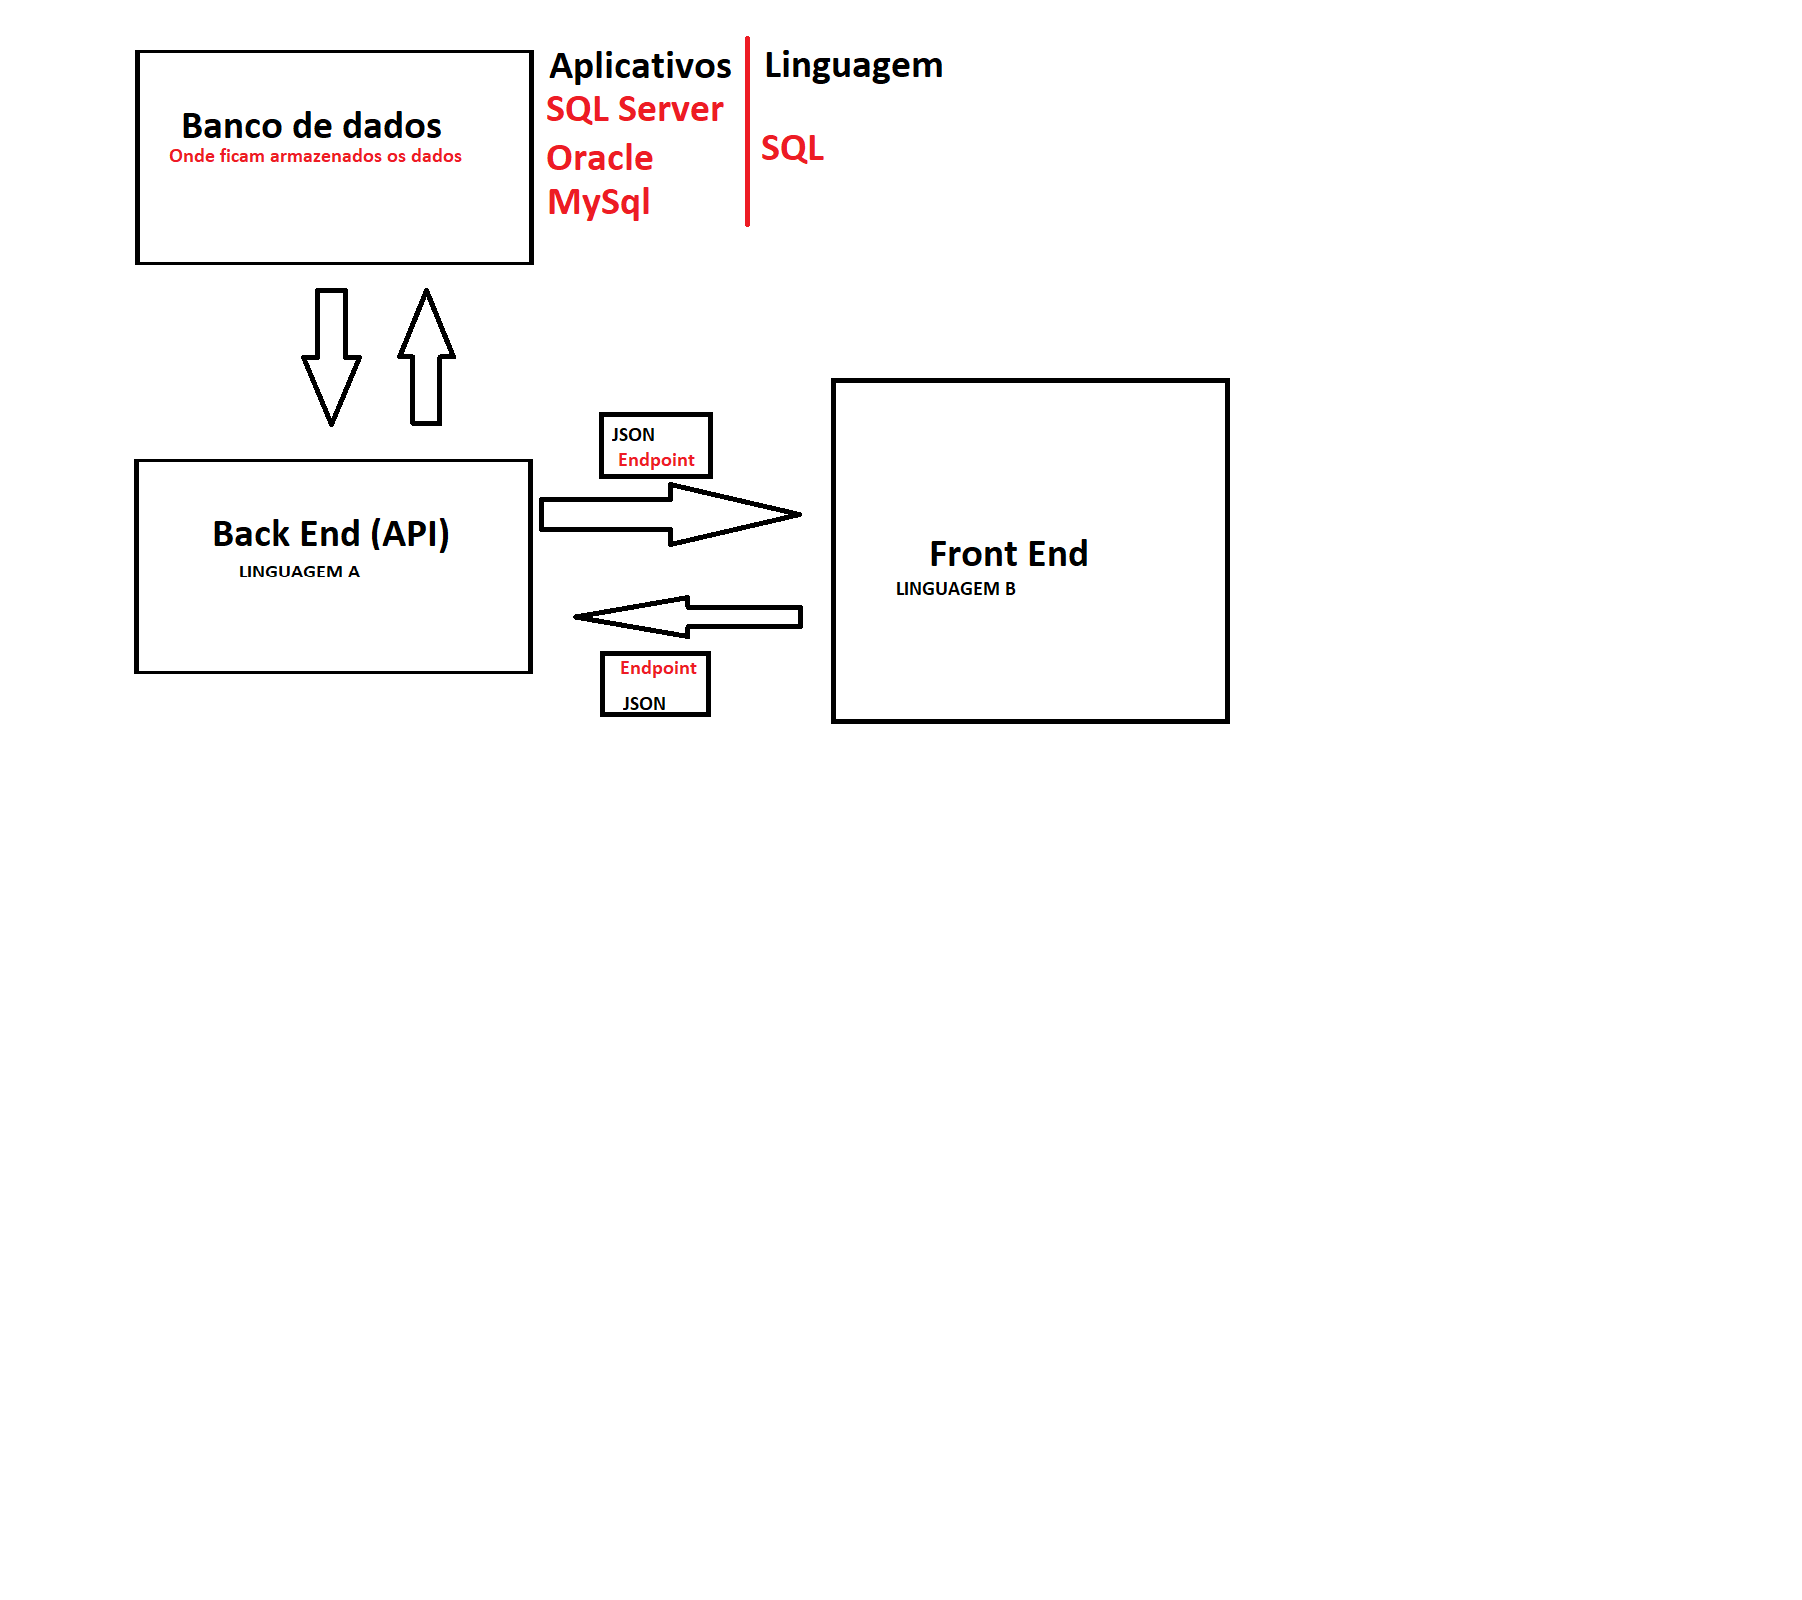 Aplicativos
Linguagem
SQL Server
Banco de dados
Onde ficam armazenados os dados
Oracle
SQL
MySql
JSON
Endpoint
Back End (API)
LINGUAGEM A
Front End
LINGUAGEM B
Endpoint
JSON